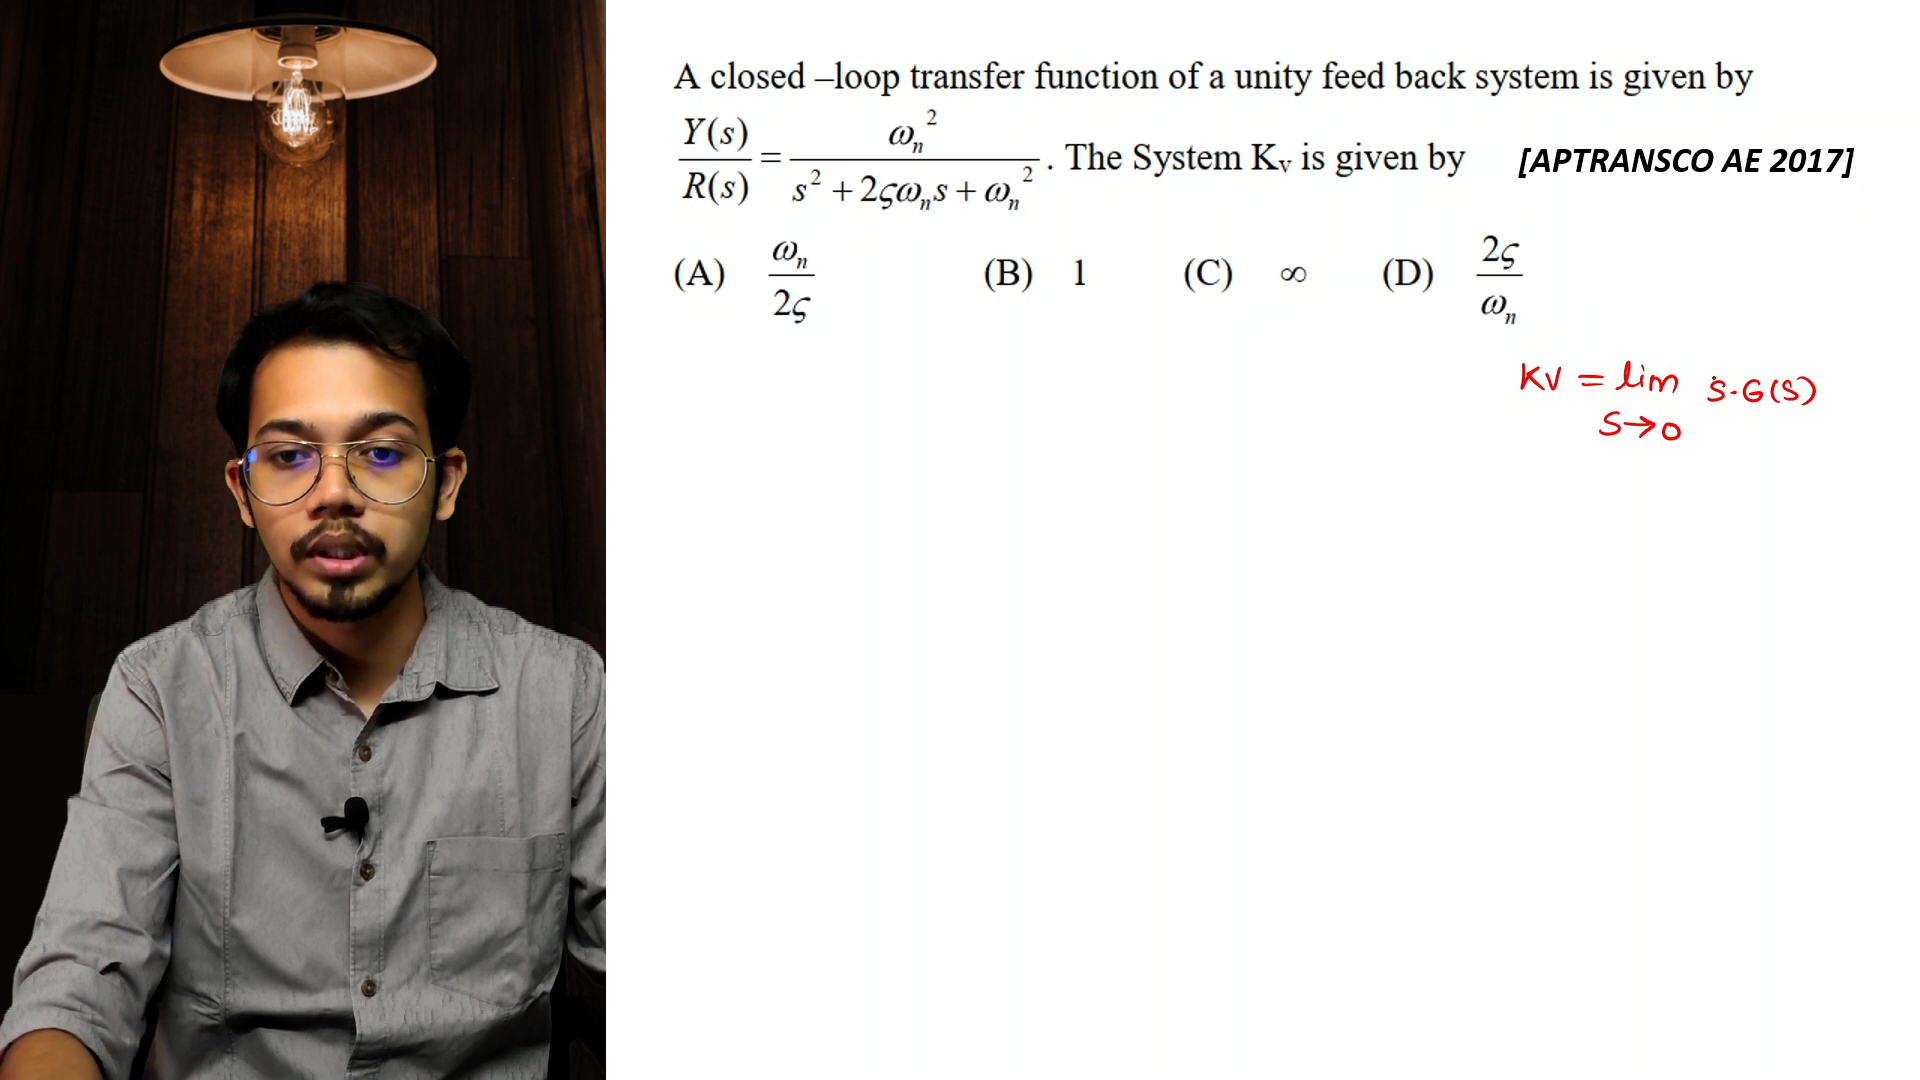 A closed –loop transfer function of a unity feed back system is given by
Y(s)/R(s) = ωₙ²/(s² + 2ςωₙs + ωₙ²). The System Kᵥ is given by [APTRANSCO AE 2017]
(A) ωₙ/2ς (B) 1 (C) ∞ (D) 2ς/ωₙ
KV = lim s·G(s)
S→0